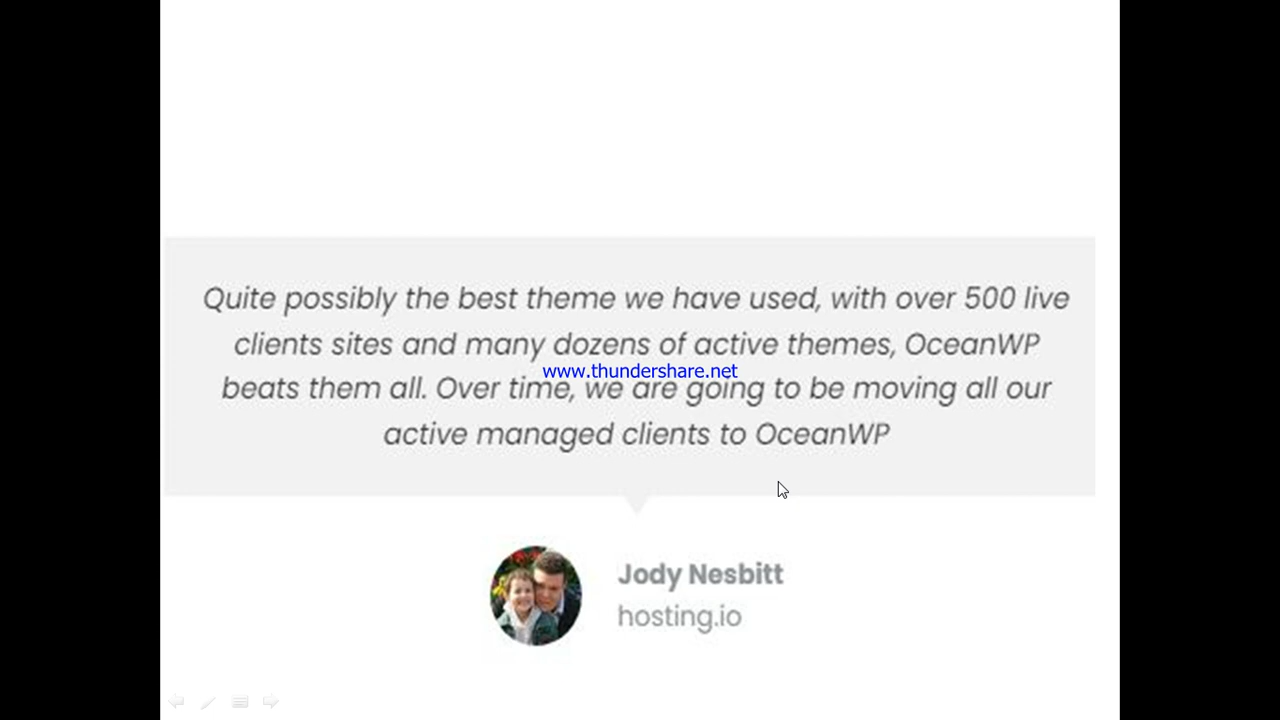 Quite possibly the best theme we have used, with over 500 live
clients sites and many dozens of active themes, OceanWP
www.thundershare.net
beats them all. Over time, we are going to be moving all our
active managed clients to OceanWP
Jody Nesbitt
hosting.io